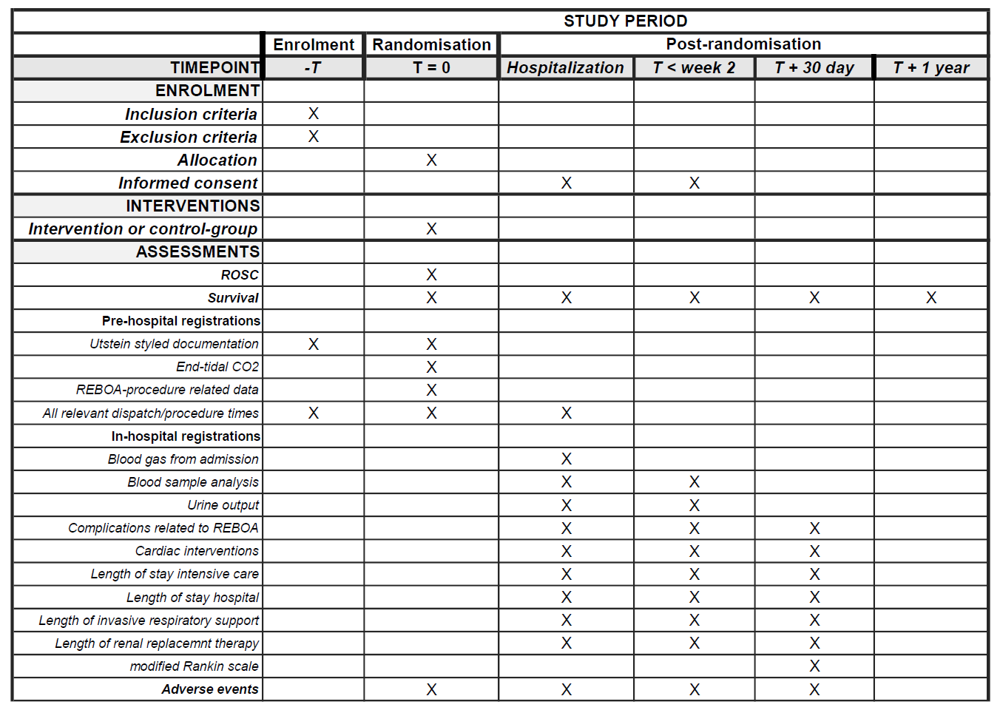 STUDY PERIOD
Enrolment Randomisation Post-randomisation
TIMEPOINT -T T = 0 Hospitalization T < week 2 T + 30 day T + 1 year
ENROLMENT
Inclusion criteria X
Exclusion criteria X
Allocation X
Informed consent X X
INTERVENTIONS
Intervention or control-group X
ASSESSMENTS
ROSC X
Survival X X X X X
Pre-hospital registrations
Utstein styled documentation X X
End-tidal CO2 X
REBOA-procedure related data X
All relevant dispatch/procedure times X X X
In-hospital registrations
Blood gas from admission X
Blood sample analysis X X
Urine output X X
Complications related to REBOA X X X
Cardiac interventions X X X
Length of stay intensive care X X X
Length of stay hospital X X X
Length of invasive respiratory support X X X
Length of renal replacemnt therapy X X X
modified Rankin scale X
Adverse events X X X X